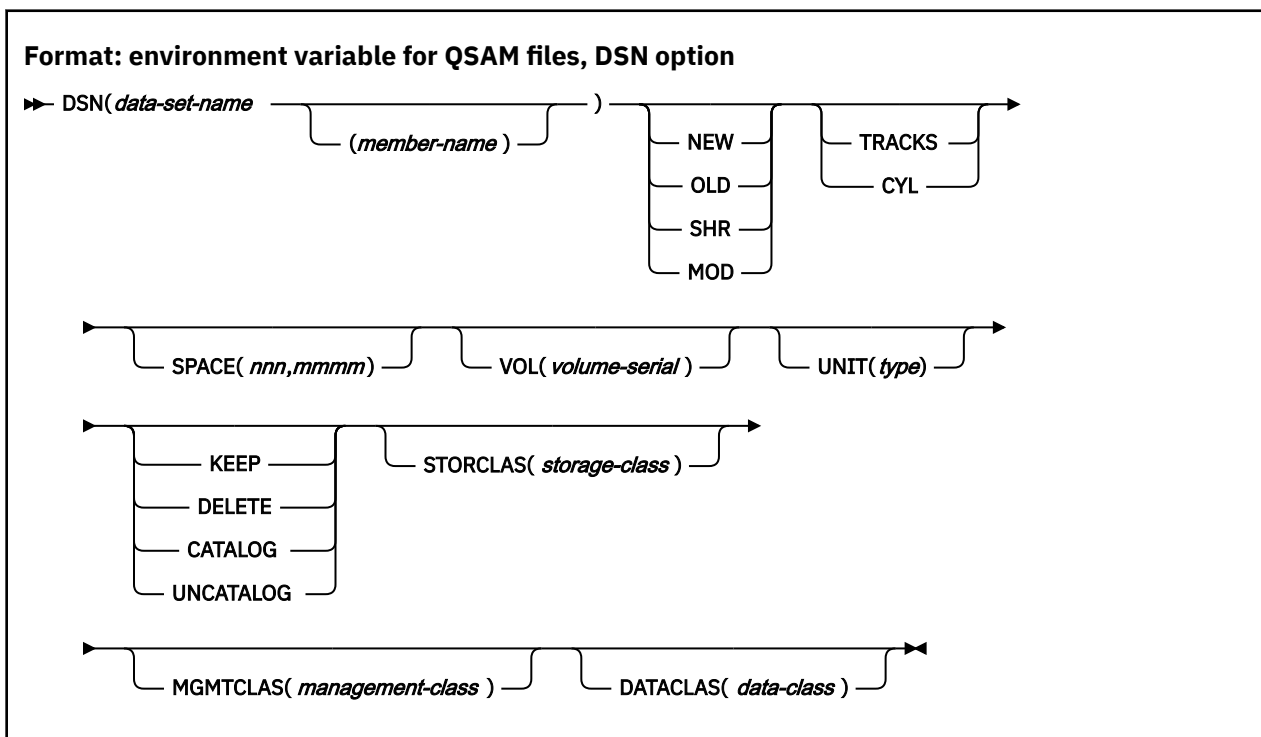 Format: environment variable for QSAM files, DSN option
DSN(data-set-name
(member-name )
)
NEW
OLD
SHR
MOD
TRACKS
CYL
SPACE( nnn,mmmm)
VOL( volume-serial )
UNIT( type)
KEEP
DELETE
CATALOG
UNCATALOG
STORCLAS( storage-class )
MGMTCLAS( management-class )
DATACLAS( data-class )